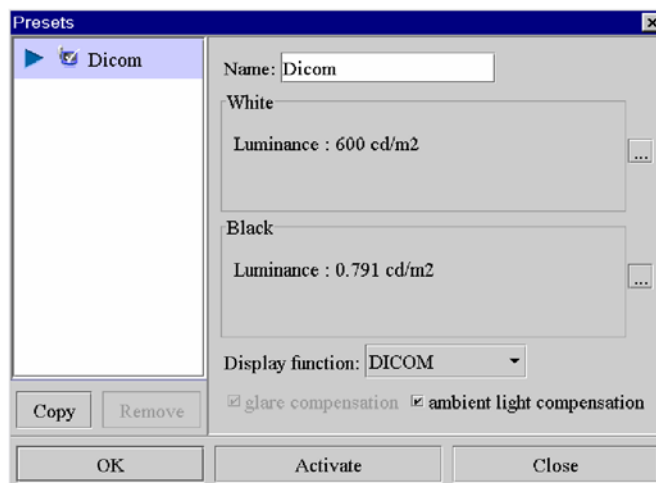 Presets
Dicom
Name: Dicom
White
Luminance : 600 cd/m2
...
Black
Luminance : 0.791 cd/m2
...
Display function: DICOM
glare compensation ambient light compensation
Copy Remove
OK Activate Close